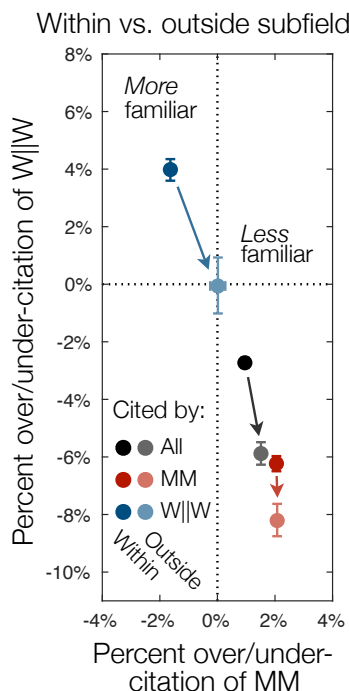 Within vs. outside subfield
Percent over/under-citation of W||W
8%
6%
4%
2%
0%
-2%
-4%
-6%
-8%
-10%
More
familiar
Less
familiar
Cited by:
All
MM
W||W
Within
Outside
-4%
-2%
0%
2%
4%
Percent over/under-
citation of MM